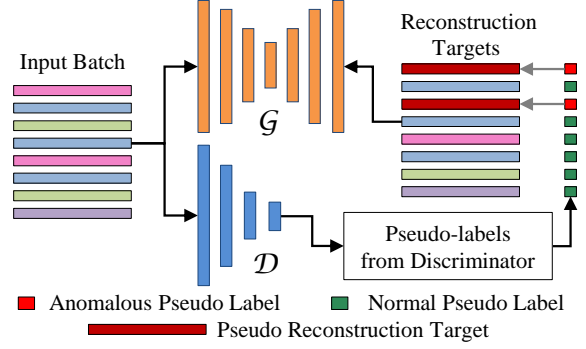 Reconstruction
Targets
Input Batch
𝒢
𝒟
Pseudo-labels
from Discriminator
Anomalous Pseudo Label
Normal Pseudo Label
Pseudo Reconstruction Target